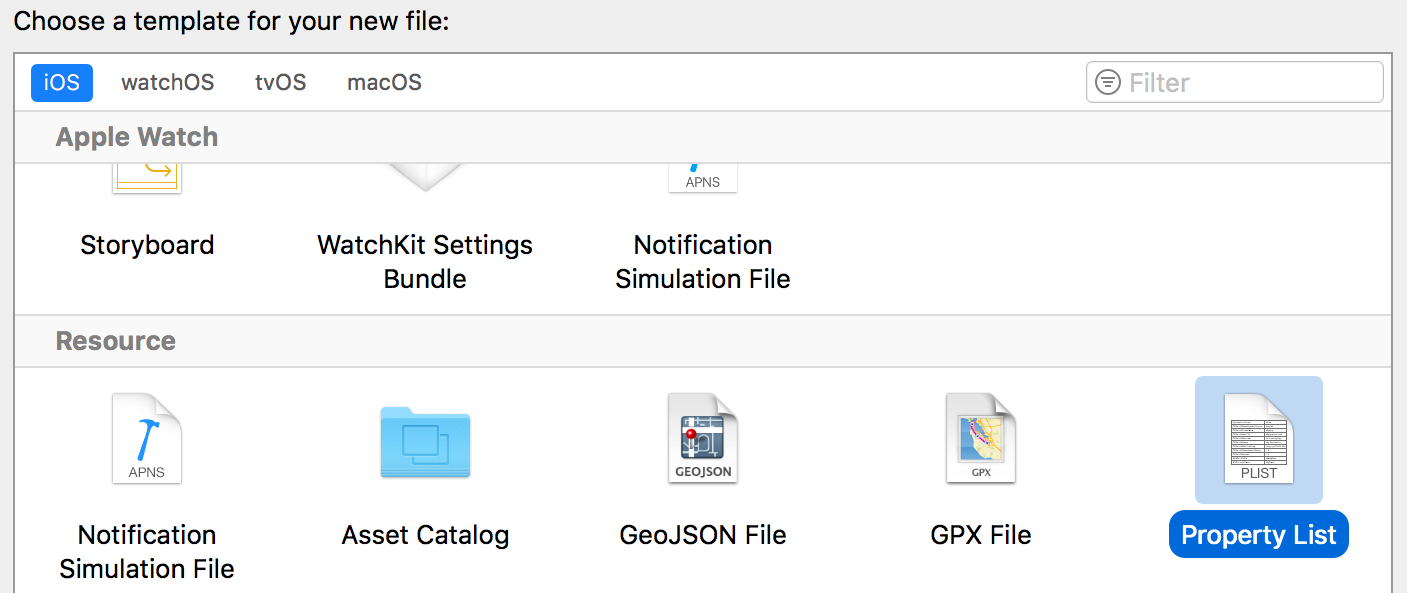 Choose a template for your new file:
iOS watchOS tvOS macOS Filter
Apple Watch
APNS
Storyboard WatchKit Settings Notification
Bundle Simulation File
Resource
APNS GEOJSON GPX PLIST
Notification Asset Catalog GeoJSON File GPX File Property List
Simulation File